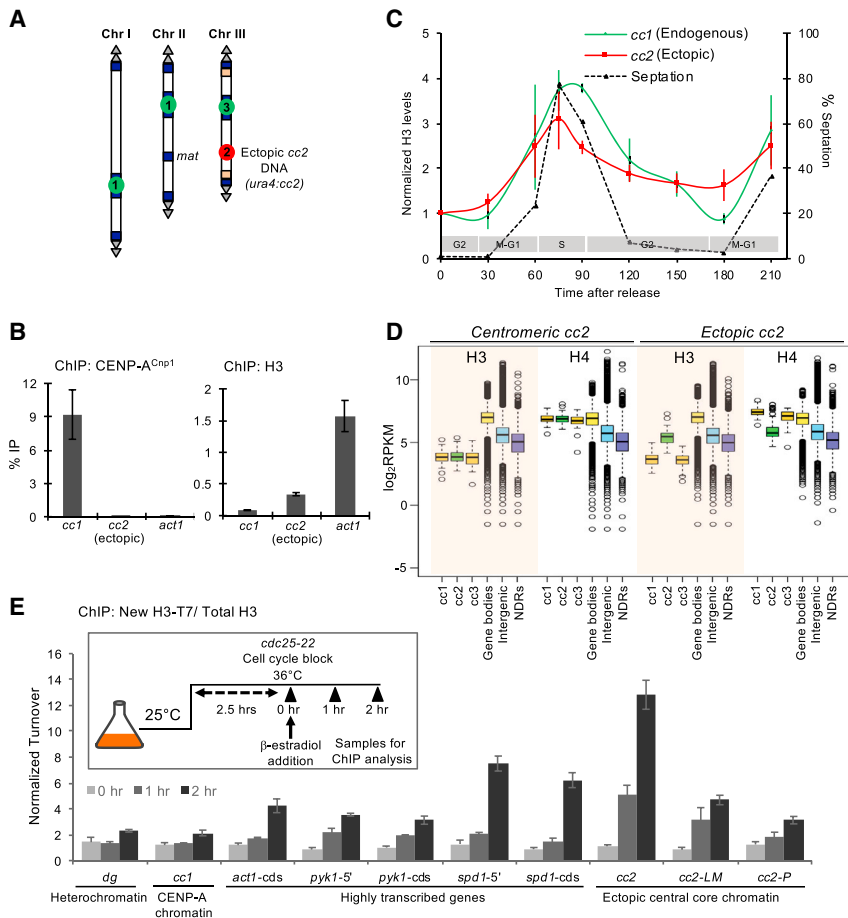 A
Chr I
Chr II
Chr III
1
1
3
2
mat
Ectopic cc2
DNA
(ura4:cc2)
C
cc1 (Endogenous)
cc2 (Ectopic)
Septation
Normalized H3 levels
5
4
3
2
1
0
100
80
60
40
20
0
% Septation
G2
M-G1
S
G2
M-G1
0
30
60
90
120
150
180
210
Time after release
B
ChIP: CENP-A^Cnp1
ChIP: H3
% IP
12
9
6
3
0
cc1
cc2
(ectopic)
act1
2
1.5
1
0.5
0
cc1
cc2
(ectopic)
act1
D
Centromeric cc2
Ectopic cc2
H3
H4
H3
H4
log2RPKM
10
5
0
-5
cc1
cc2
cc3
Gene bodies
Intergenic
NDRs
cc1
cc2
cc3
Gene bodies
Intergenic
NDRs
cc1
cc2
cc3
Gene bodies
Intergenic
NDRs
cc1
cc2
cc3
Gene bodies
Intergenic
NDRs
E
ChIP: New H3-T7/ Total H3
cdc25-22
Cell cycle block
36°C
25°C
2.5 hrs
0 hr
1 hr
2 hr
β-estradiol
addition
Samples for
ChIP analysis
Normalized Turnover
16
14
12
10
8
6
4
2
0
0 hr
1 hr
2 hr
dg
cc1
act1-cds
pyk1-5'
pyk1-cds
spd1-5'
spd1-cds
cc2
cc2-LM
cc2-P
Heterochromatin
CENP-A
chromatin
Highly transcribed genes
Ectopic central core chromatin